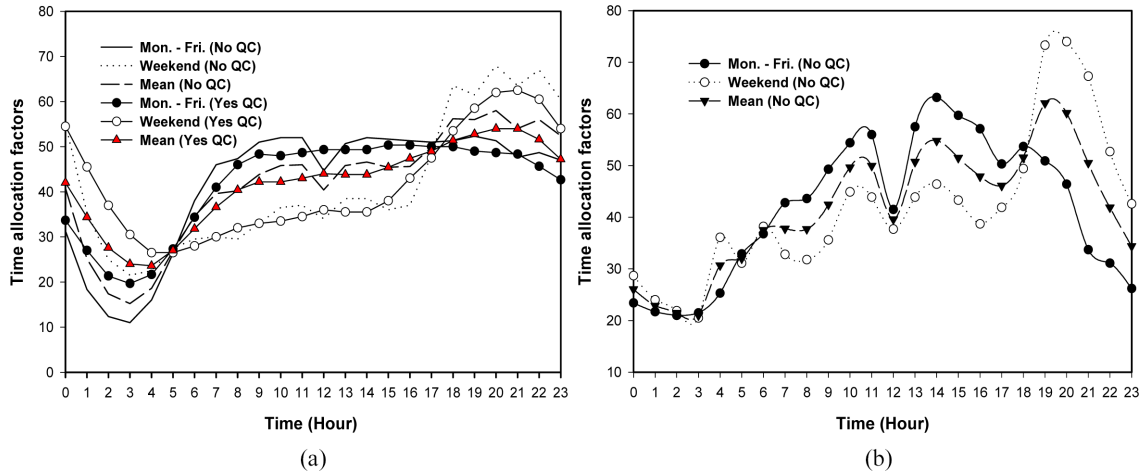 80
70
60
50
40
30
20
10
0
Time allocation factors
Mon. - Fri. (No QC)
Weekend (No QC)
Mean (No QC)
Mon. - Fri. (Yes QC)
Weekend (Yes QC)
Mean (Yes QC)
0 1 2 3 4 5 6 7 8 9 10 11 12 13 14 15 16 17 18 19 20 21 22 23
Time (Hour)
(a)
80
70
60
50
40
30
20
10
Time allocation factors
Mon. - Fri. (No QC)
Weekend (No QC)
Mean (No QC)
0 1 2 3 4 5 6 7 8 9 10 11 12 13 14 15 16 17 18 19 20 21 22 23
Time (Hour)
(b)